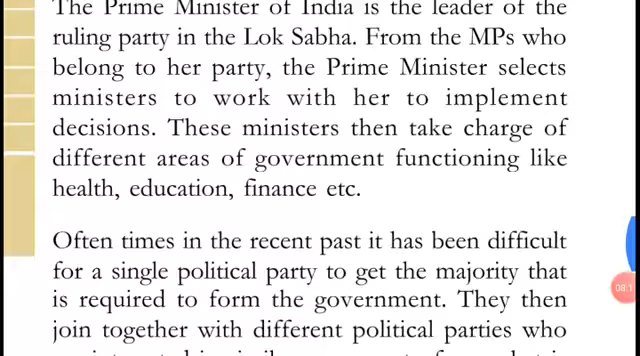 The Prime Minister of India is the leader of the
ruling party in the Lok Sabha. From the MPs who
belong to her party, the Prime Minister selects
ministers to work with her to implement
decisions. These ministers then take charge of
different areas of government functioning like
health, education, finance etc.
Often times in the recent past it has been difficult
for a single political party to get the majority that
is required to form the government. They then
join together with different political parties who